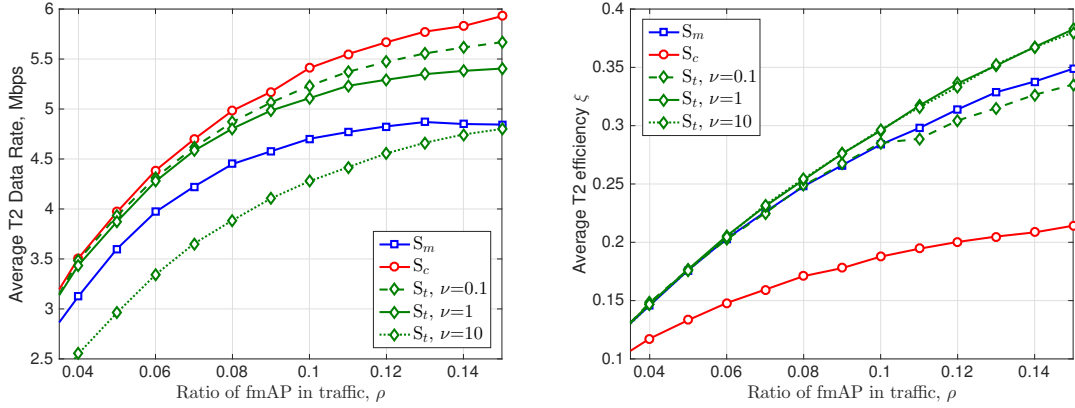 Average T2 Data Rate, Mbps
6
5.5
5
4.5
4
3.5
3
2.5
0.04 0.06 0.08 0.1 0.12 0.14
Ratio of fmAP in traffic, ρ
S_m
S_c
S_t, ν=0.1
S_t, ν=1
S_t, ν=10
Average T2 efficiency ξ
0.4
0.35
0.3
0.25
0.2
0.15
0.1
0.04 0.06 0.08 0.1 0.12 0.14
Ratio of fmAP in traffic, ρ
S_m
S_c
S_t, ν=0.1
S_t, ν=1
S_t, ν=10